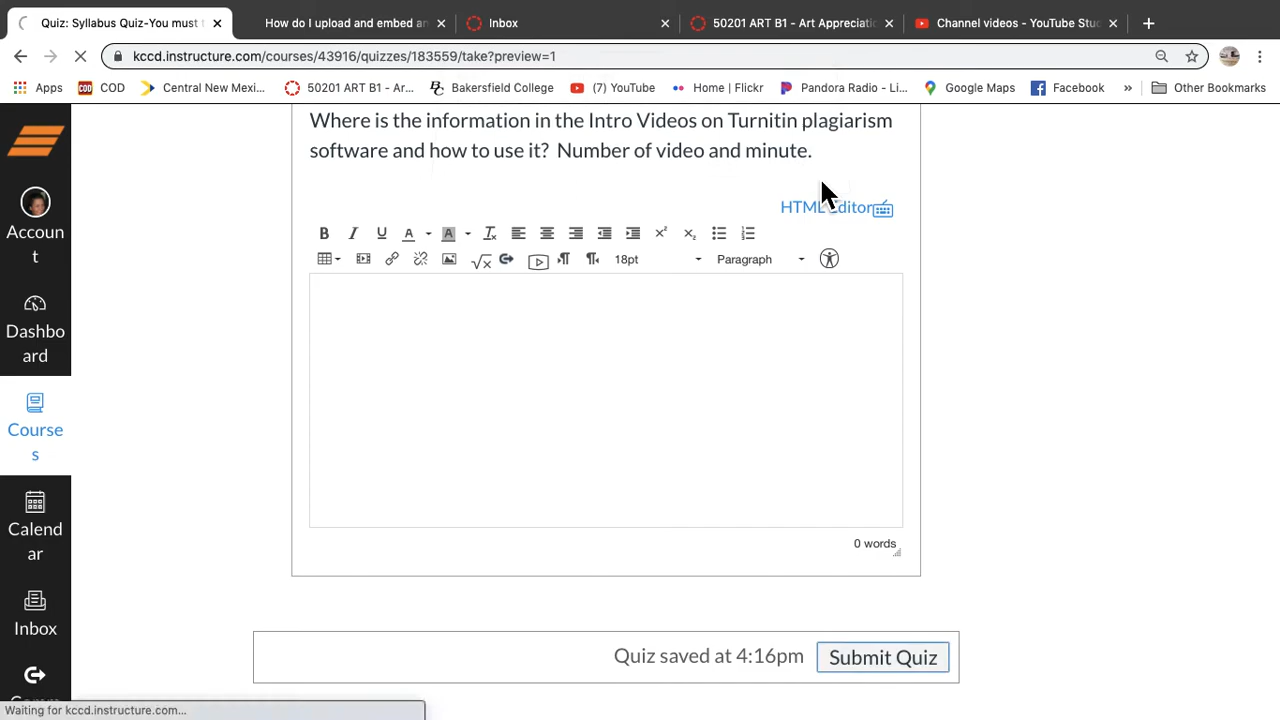 Quiz: Syllabus Quiz-You must
How do I upload and embed an
Inbox
50201 ART B1 - Art Appreciatio
Channel videos - YouTube Stu
kccd.instructure.com/courses/43916/quizzes/183559/take?preview=1
Apps
COD
Central New Mexi...
50201 ART B1 - Ar...
Bakersfield College
(7) YouTube
Home | Flickr
Pandora Radio - Li...
Google Maps
Facebook
»
Other Bookmarks
Where is the information in the Intro Videos on Turnitin plagiarism
software and how to use it?  Number of video and minute.
HTML Editor
18pt
Paragraph
0 words
Quiz saved at 4:16pm
Submit Quiz
Accoun
t
Dashbo
ard
Course
s
Calend
ar
Inbox
Waiting for kccd.instructure.com...